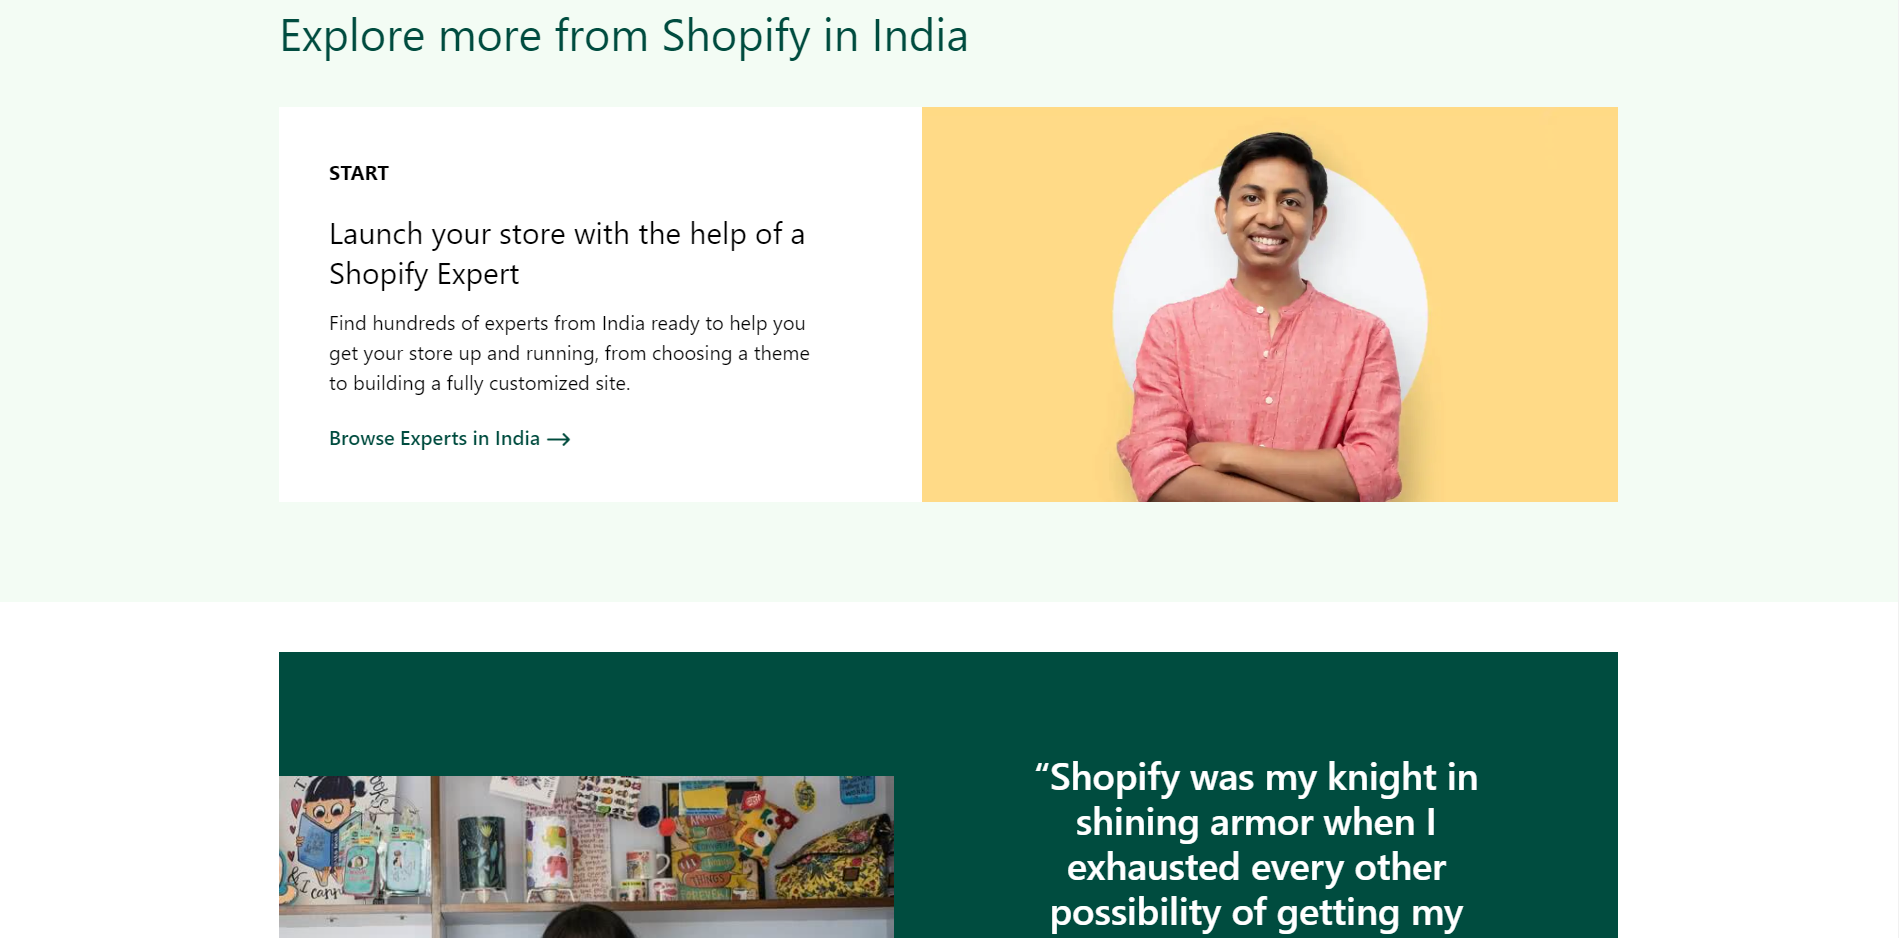 Explore more from Shopify in India
START
Launch your store with the help of a
Shopify Expert
Find hundreds of experts from India ready to help you
get your store up and running, from choosing a theme
to building a fully customized site.
Browse Experts in India →
“Shopify was my knight in
shining armor when I
exhausted every other
possibility of getting my
I
& I
THINGS
FOREVER